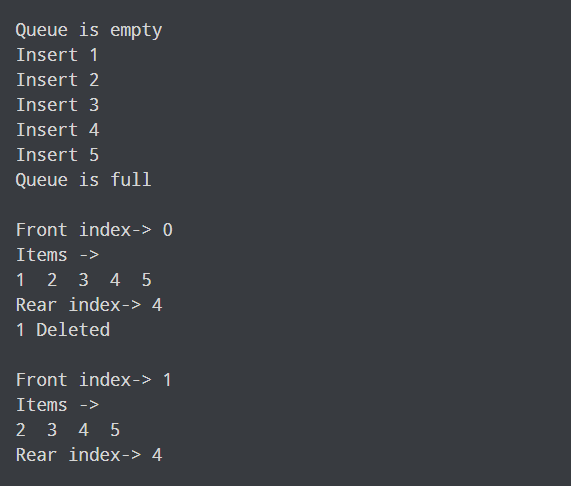 Queue is empty
Insert 1
Insert 2
Insert 3
Insert 4
Insert 5
Queue is full
Front index-> 0
Items ->
1  2  3  4  5
Rear index-> 4
1 Deleted
Front index-> 1
Items ->
2  3  4  5
Rear index-> 4